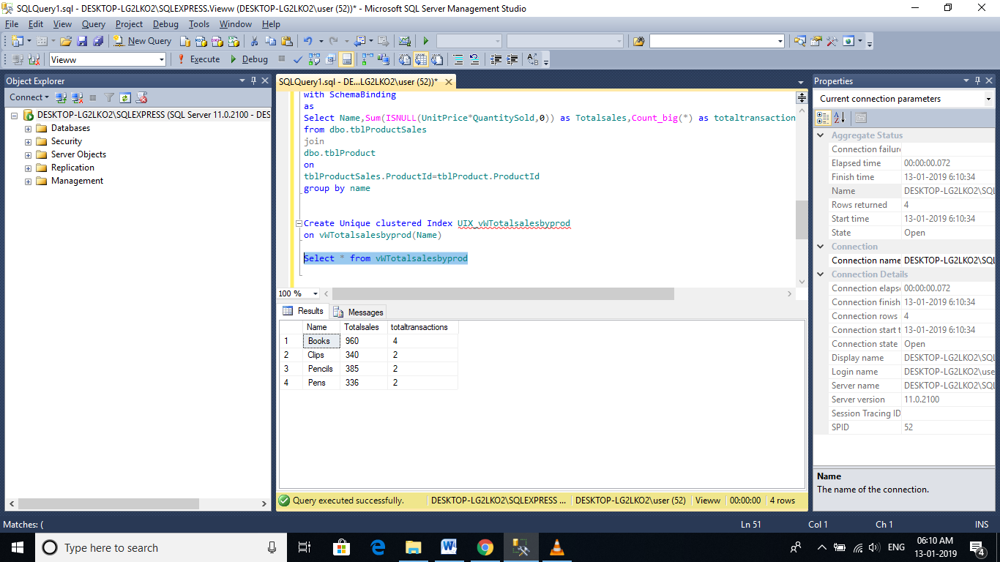 SQLQuery1.sql - DESKTOP-LG2LKO2\SQLEXPRESS.Vieww (DESKTOP-LG2LKO2\user (52))* - Microsoft SQL Server Management Studio
File Edit View Query Project Debug Tools Window Help
New Query
Vieww Execute Debug
Object Explorer
Connect
DESKTOP-LG2LKO2\SQLEXPRESS (SQL Server 11.0.2100 - DES
Databases
Security
Server Objects
Replication
Management
SQLQuery1.sql - DE...LG2LKO2\user (52))*
with SchemaBinding
as
Select Name,Sum(ISNULL(UnitPrice*QuantitySold,0)) as Totalsales,Count_big(*) as totaltransaction
from dbo.tblProductSales
join
dbo.tblProduct
on
tblProductSales.ProductId=tblProduct.ProductId
group by name
Create Unique clustered Index UIX_vWTotalsalesbyprod
on vWTotalsalesbyprod(Name)
Select * from vWTotalsalesbyprod
100 %
Results Messages
Name Totalsales totaltransactions
1 Books 960 4
2 Clips 340 2
3 Pencils 385 2
4 Pens 336 2
Query executed successfully. DESKTOP-LG2LKO2\SQLEXPRESS ... DESKTOP-LG2LKO2\user (52) Vieww 00:00:00 4 rows
Properties
Current connection parameters
Aggregate Status
Connection failure
Elapsed time 00:00:00.072
Finish time 13-01-2019 6:10:34
Name DESKTOP-LG2LKO2\SQL
Rows returned 4
Start time 13-01-2019 6:10:34
State Open
Connection
Connection name DESKTOP-LG2LKO2\SQL
Connection Details
Connection elaps 00:00:00.072
Connection finish 13-01-2019 6:10:34
Connection rows 4
Connection start t 13-01-2019 6:10:34
Connection state Open
Display name DESKTOP-LG2LKO2\SQL
Login name DESKTOP-LG2LKO2\use
Server name DESKTOP-LG2LKO2\SQL
Server version 11.0.2100
Session Tracing ID
SPID 52
Name
The name of the connection.
Matches: ( Ln 51 Col 1 Ch 1 INS
Type here to search
ENG
06:10 AM
13-01-2019
4